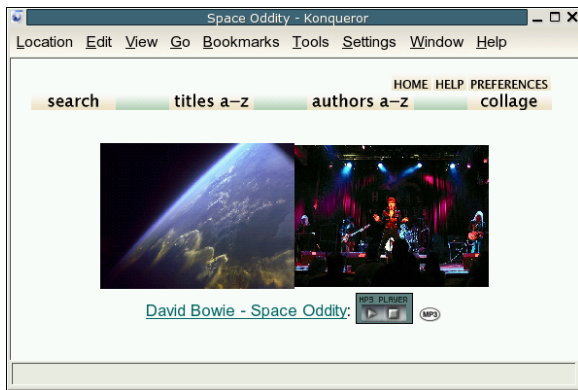 Space Oddity - Konqueror
Location Edit View Go Bookmarks Tools Settings Window Help
HOME HELP PREFERENCES
search titles a–z authors a–z collage
David Bowie - Space Oddity: MP3 PLAYER MP3